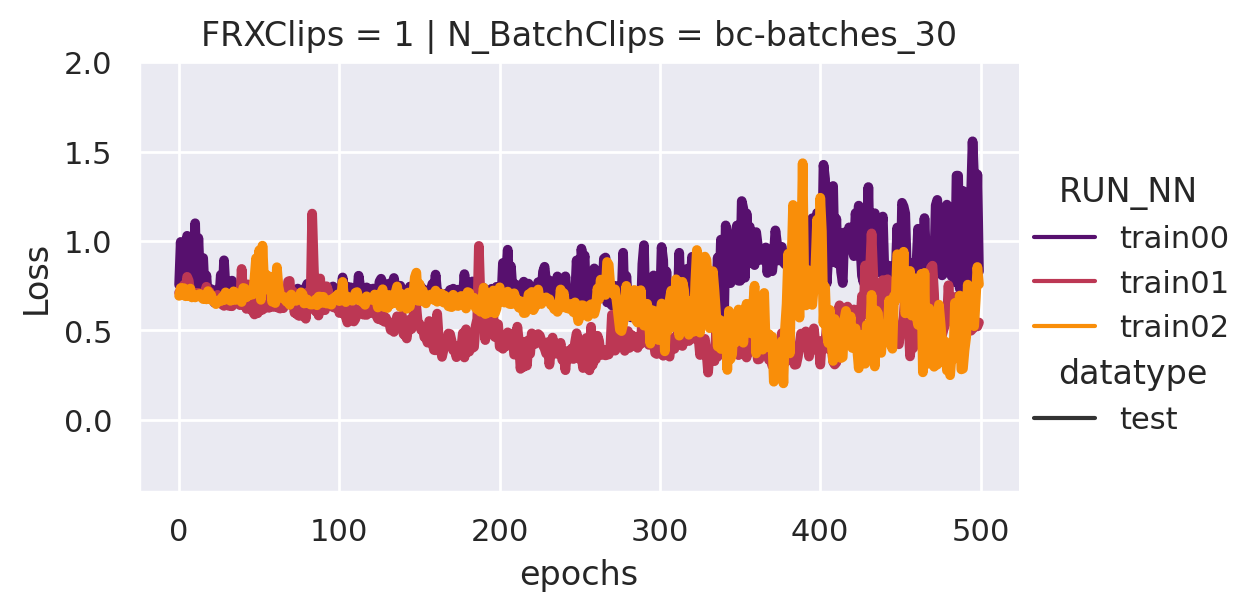 FRXClips = 1 | N_BatchClips = bc-batches_30
2.0
1.5
1.0
0.5
0.0
Loss
0 100 200 300 400 500
epochs
RUN_NN
train00
train01
train02
datatype
test